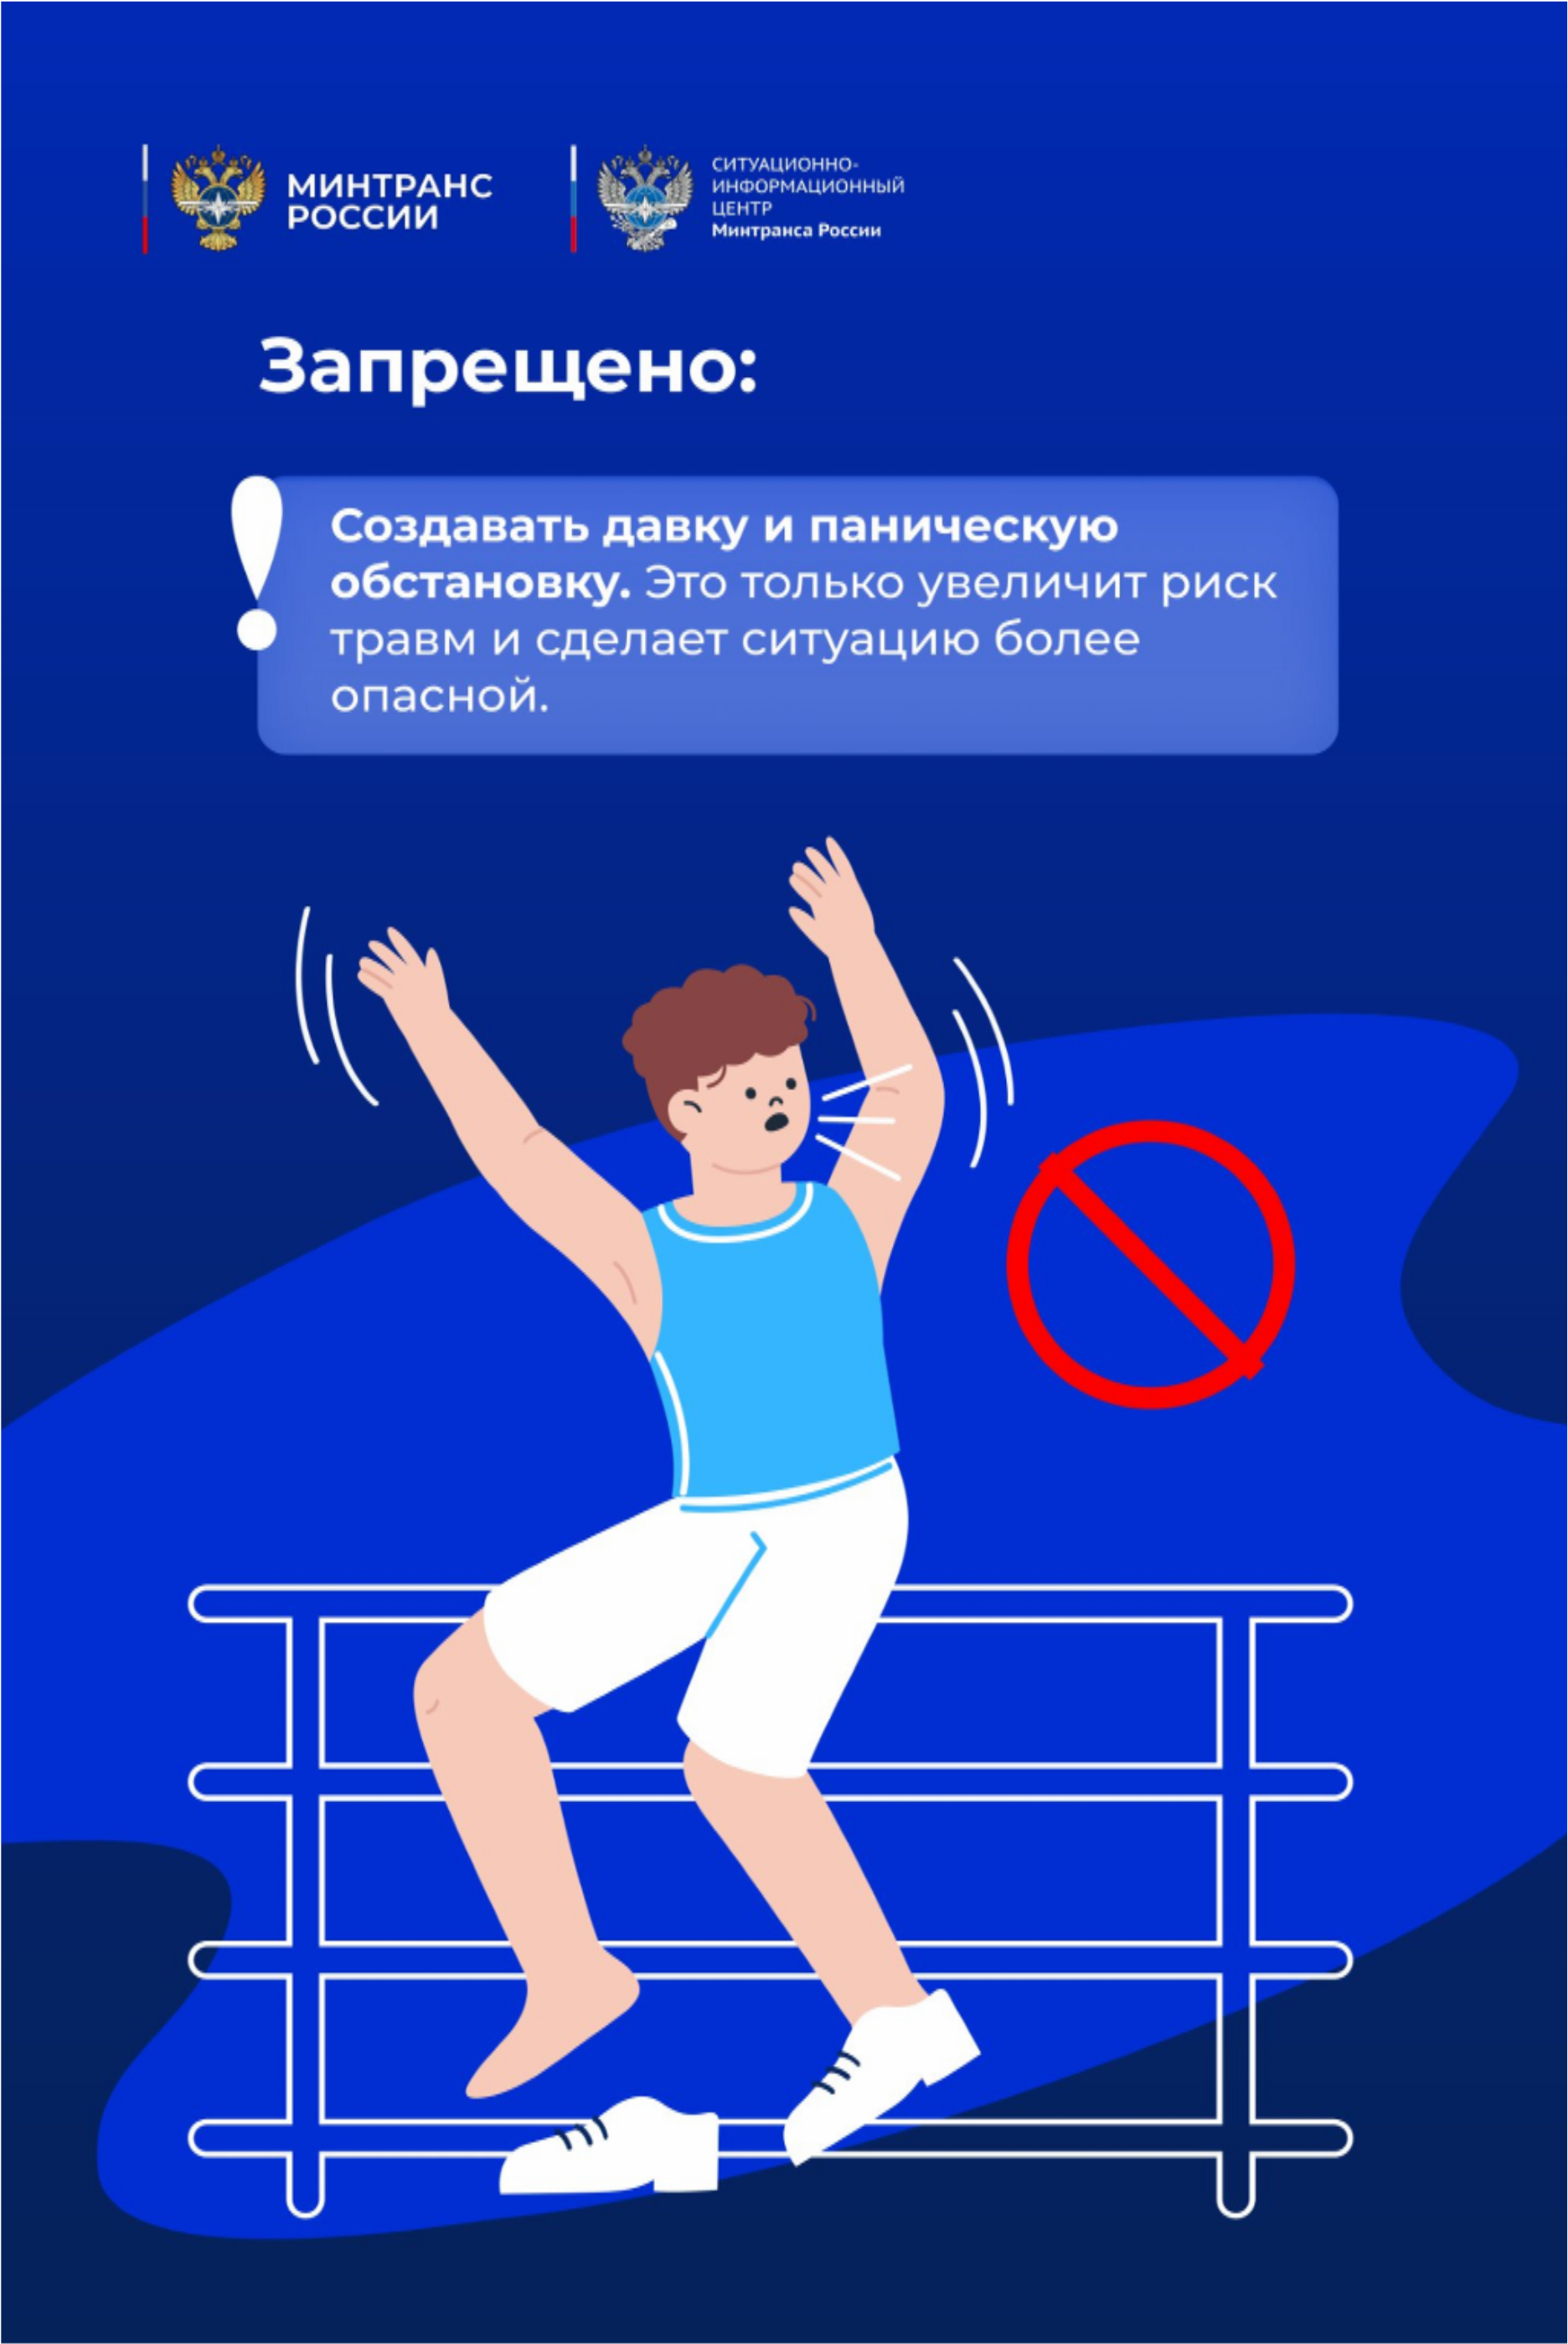 МИНТРАНС
РОССИИ
СИТУАЦИОННО-
ИНФОРМАЦИОННЫЙ
ЦЕНТР
Минтранса России
Запрещено:
Создавать давку и паническую
обстановку. Это только увеличит риск
травм и сделает ситуацию более
опасной.